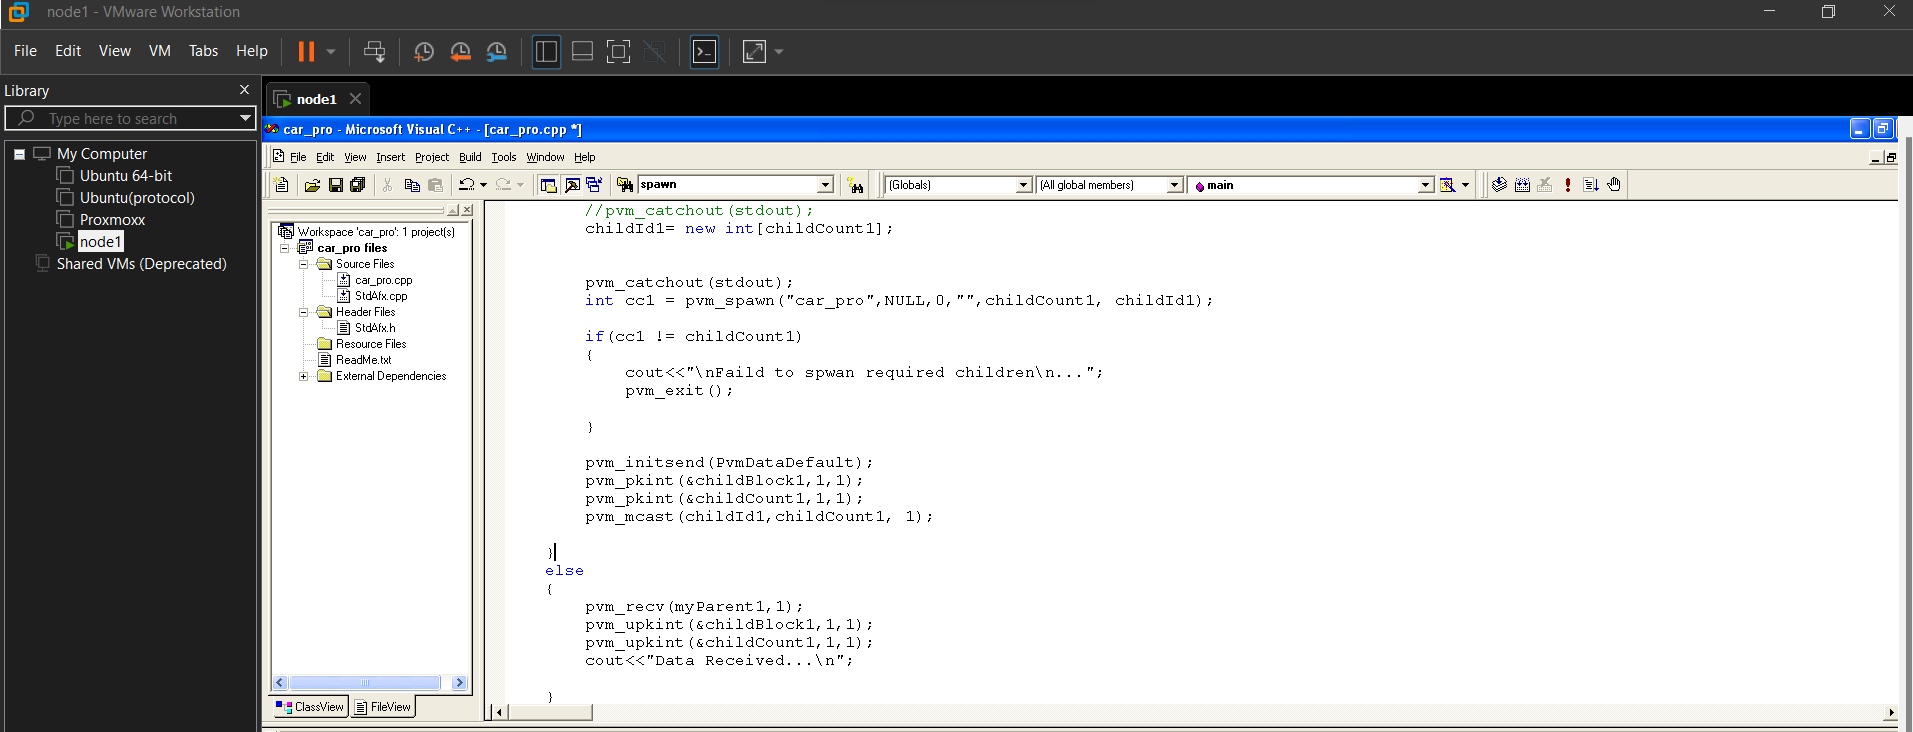 node1 - VMware Workstation
File Edit View VM Tabs Help
Library
Type here to search
My Computer
Ubuntu 64-bit
Ubuntu(protocol)
Proxmoxx
node1
Shared VMs (Deprecated)
node1
car_pro - Microsoft Visual C++ - [car_pro.cpp *]
File Edit View Insert Project Build Tools Window Help
spawn
(Globals)
(All global members)
main
Workspace 'car_pro': 1 project(s)
car_pro files
Source Files
car_pro.cpp
StdAfx.cpp
Header Files
StdAfx.h
Resource Files
ReadMe.txt
External Dependencies
ClassView
FileView
//pvm_catchout(stdout);
childId1= new int[childCount1];
pvm_catchout(stdout);
int cc1 = pvm_spawn("car_pro",NULL,0,"",childCount1, childId1);
if(cc1 != childCount1)
{
cout<<"\nFaild to spwan required children\n...";
pvm_exit();
}
pvm_initsend(PvmDataDefault);
pvm_pkint(&childBlock1,1,1);
pvm_pkint(&childCount1,1,1);
pvm_mcast(childId1,childCount1, 1);
}
else
{
pvm_recv(myParent1,1);
pvm_upkint(&childBlock1,1,1);
pvm_upkint(&childCount1,1,1);
cout<<"Data Received...\n";
}